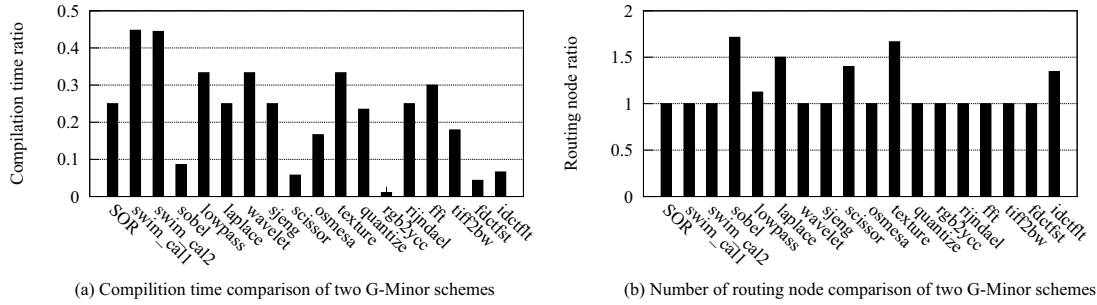 Compilation time ratio
0.5
0.4
0.3
0.2
0.1
0
SOR
swim_cal1
swim_cal2
sobel
lowpass
laplace
wavelet
sjeng
scissor
osmesa
texture
quantize
rgb2ycc
rijndael
fft
tiff2bw
fdctfst
idctflt
(a) Compilition time comparison of two G-Minor schemes
Routing node ratio
2
1.5
1
0.5
0
SOR
swim_cal1
swim_cal2
sobel
lowpass
laplace
wavelet
sjeng
scissor
osmesa
texture
quantize
rgb2ycc
rijndael
fft
tiff2bw
fdctfst
idctflt
(b) Number of routing node comparison of two G-Minor schemes